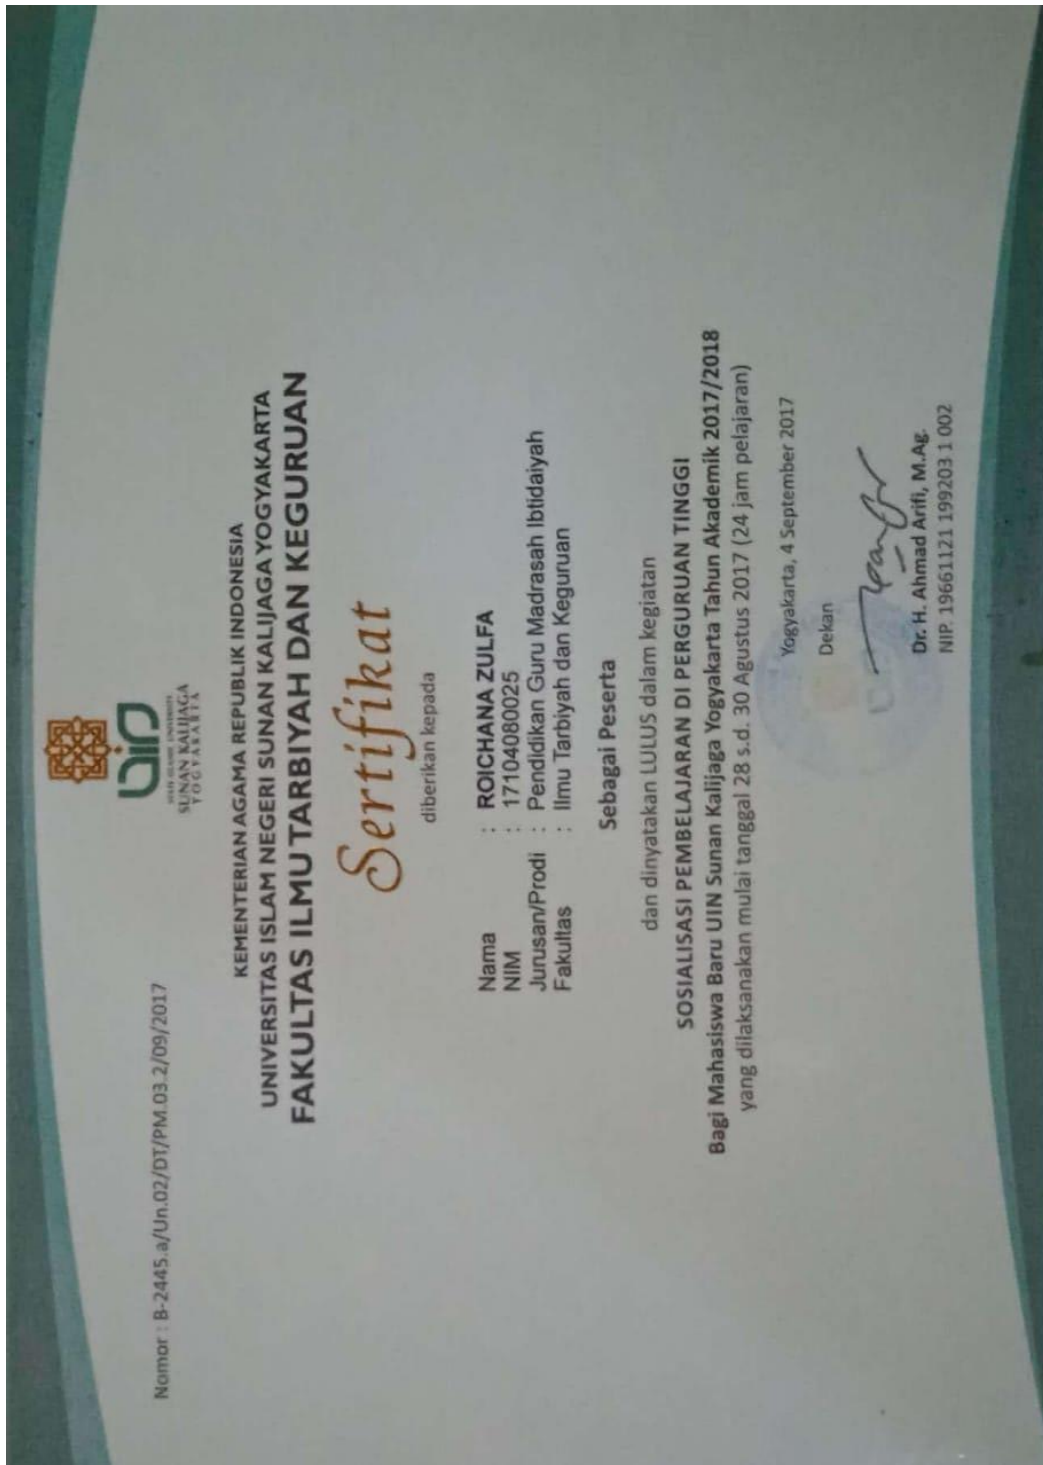 Nomor : B-2445.a/Un.02/DT/PM.03.2/09/2017
uin
STATE ISLAMIC UNIVERSITY
SUNAN KALIJAGA
YOGYAKARTA
KEMENTERIAN AGAMA REPUBLIK INDONESIA
UNIVERSITAS ISLAM NEGERI SUNAN KALIJAGA YOGYAKARTA
FAKULTAS ILMU TARBIYAH DAN KEGURUAN
Sertifikat
diberikan kepada
Nama : ROICHANA ZULFA
NIM : 17104080025
Jurusan/Prodi : Pendidikan Guru Madrasah Ibtidaiyah
Fakultas : Ilmu Tarbiyah dan Keguruan
Sebagai Peserta
dan dinyatakan LULUS dalam kegiatan
SOSIALISASI PEMBELAJARAN DI PERGURUAN TINGGI
Bagi Mahasiswa Baru UIN Sunan Kalijaga Yogyakarta Tahun Akademik 2017/2018
yang dilaksanakan mulai tanggal 28 s.d. 30 Agustus 2017 (24 jam pelajaran)
Yogyakarta, 4 September 2017
Dekan
Dr. H. Ahmad Arifi, M.Ag.
NIP. 19661121 199203 1 002